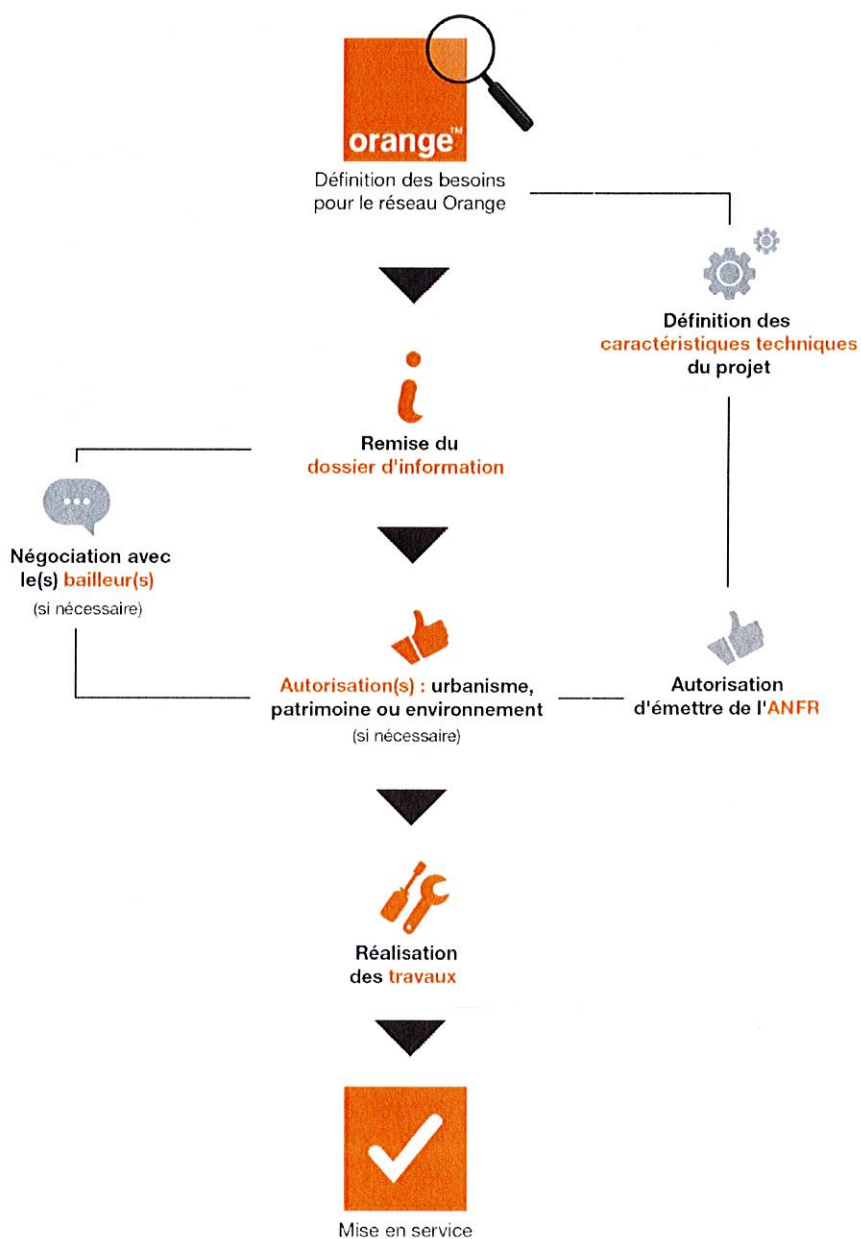 orange™
Définition des besoins
pour le réseau Orange
Définition des
caractéristiques techniques
du projet
Remise du
dossier d'information
Négociation avec
le(s) bailleur(s)
(si nécessaire)
Autorisation(s) : urbanisme,
patrimoine ou environnement
(si nécessaire)
Autorisation
d'émettre de l'ANFR
Réalisation
des travaux
Mise en service